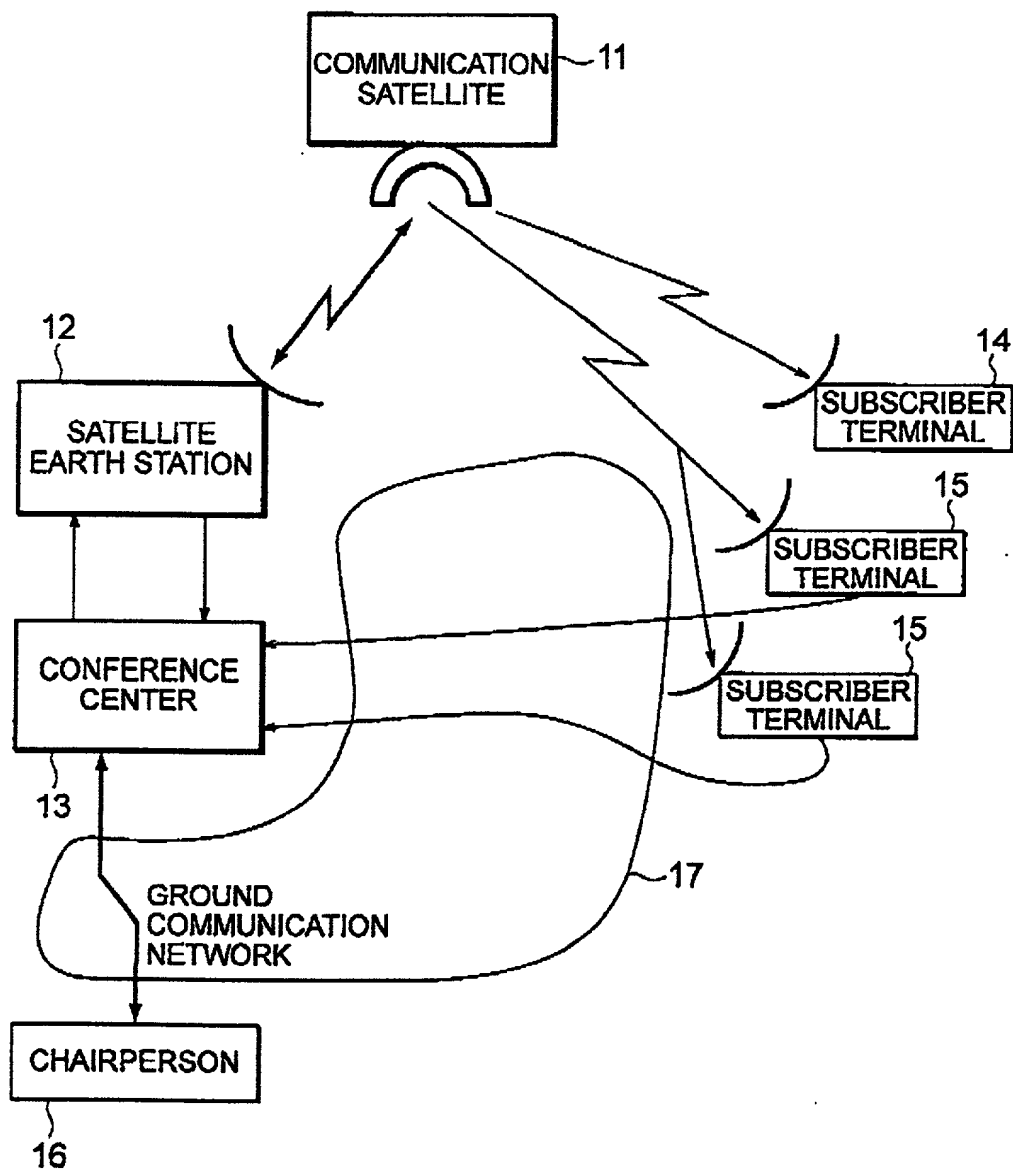 COMMUNICATION
SATELLITE
11
12
SATELLITE
EARTH STATION
14
SUBSCRIBER
TERMINAL
15
SUBSCRIBER
TERMINAL
15
SUBSCRIBER
TERMINAL
CONFERENCE
CENTER
13
17
GROUND
COMMUNICATION
NETWORK
CHAIRPERSON
16